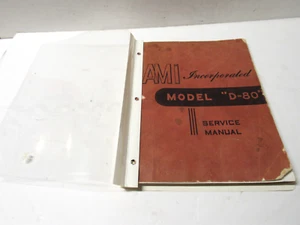 AMI Incorporated
MODEL "D-80"
SERVICE
MANUAL